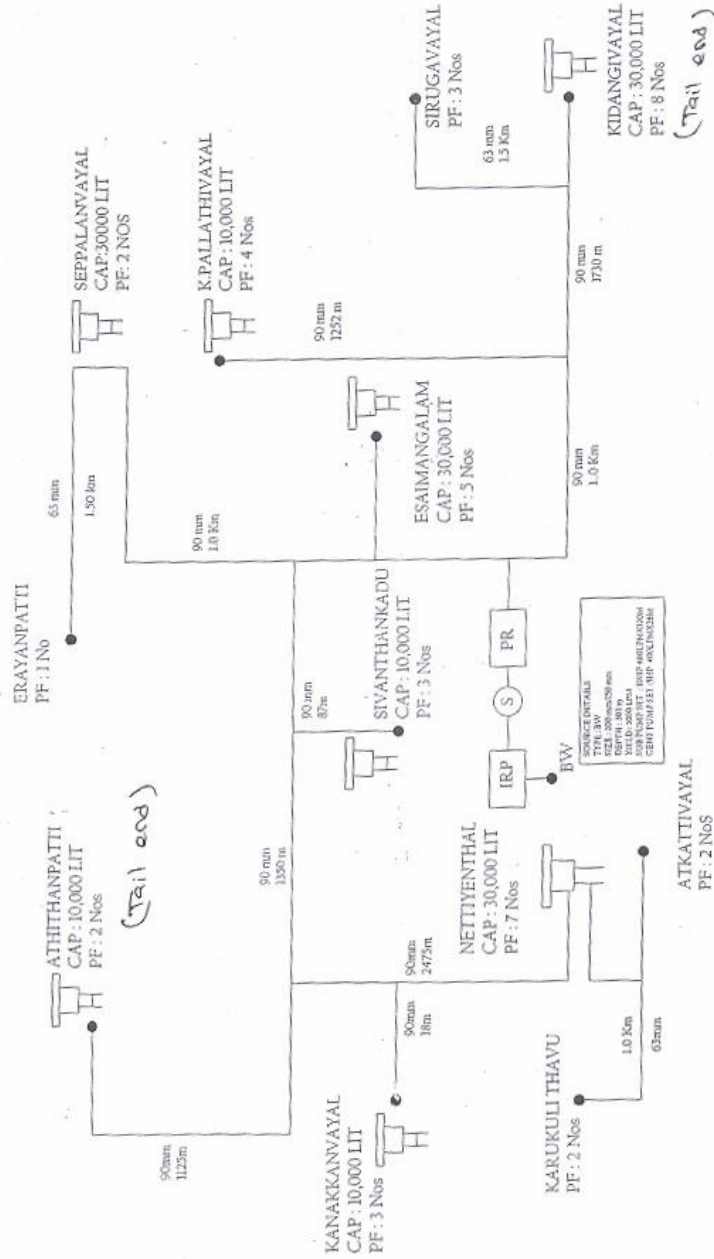 ERAYANPATTI
PF : 1 No
63 mm
1.50 km
SEPPALANVAYAL
CAP:30000 LIT
PF: 2 NOS
ATHITHANPATTI
CAP : 10,000 LIT
PF : 2 Nos
(Tail end)
90mm
1125m
90 mm
1350 m
90 mm
87m
SIVANTHANKADU
CAP : 10,000 LIT
PF : 3 Nos
90 mm
1.0 Km
K.PALLATHIVAYAL
CAP : 10,000 LIT
PF : 4 Nos
90 mm
1252 m
ESAIMANGALAM
CAP : 30,000 LIT
PF : 5 Nos
SIRUGAVAYAL
PF : 3 Nos
63 mm
1.5 Km
KANAKKANVAYAL
CAP : 10,000 LIT
PF : 3 Nos
90mm
18m
90mm
2475m
NETTIYENTHAL
CAP : 30,000 LIT
PF : 7 Nos
IRP
S
PR
BW
90 mm
1.0 Km
90 mm
1730 m
KIDANGIVAYAL
CAP : 30,000 LIT
PF : 8 Nos
(Tail end)
KARUKULI THAVU
PF : 2 Nos
1.0 Km
63mm
ATKATTIVAYAL
PF : 2 NoS
SOURCE DETAILS
TYPE : BW